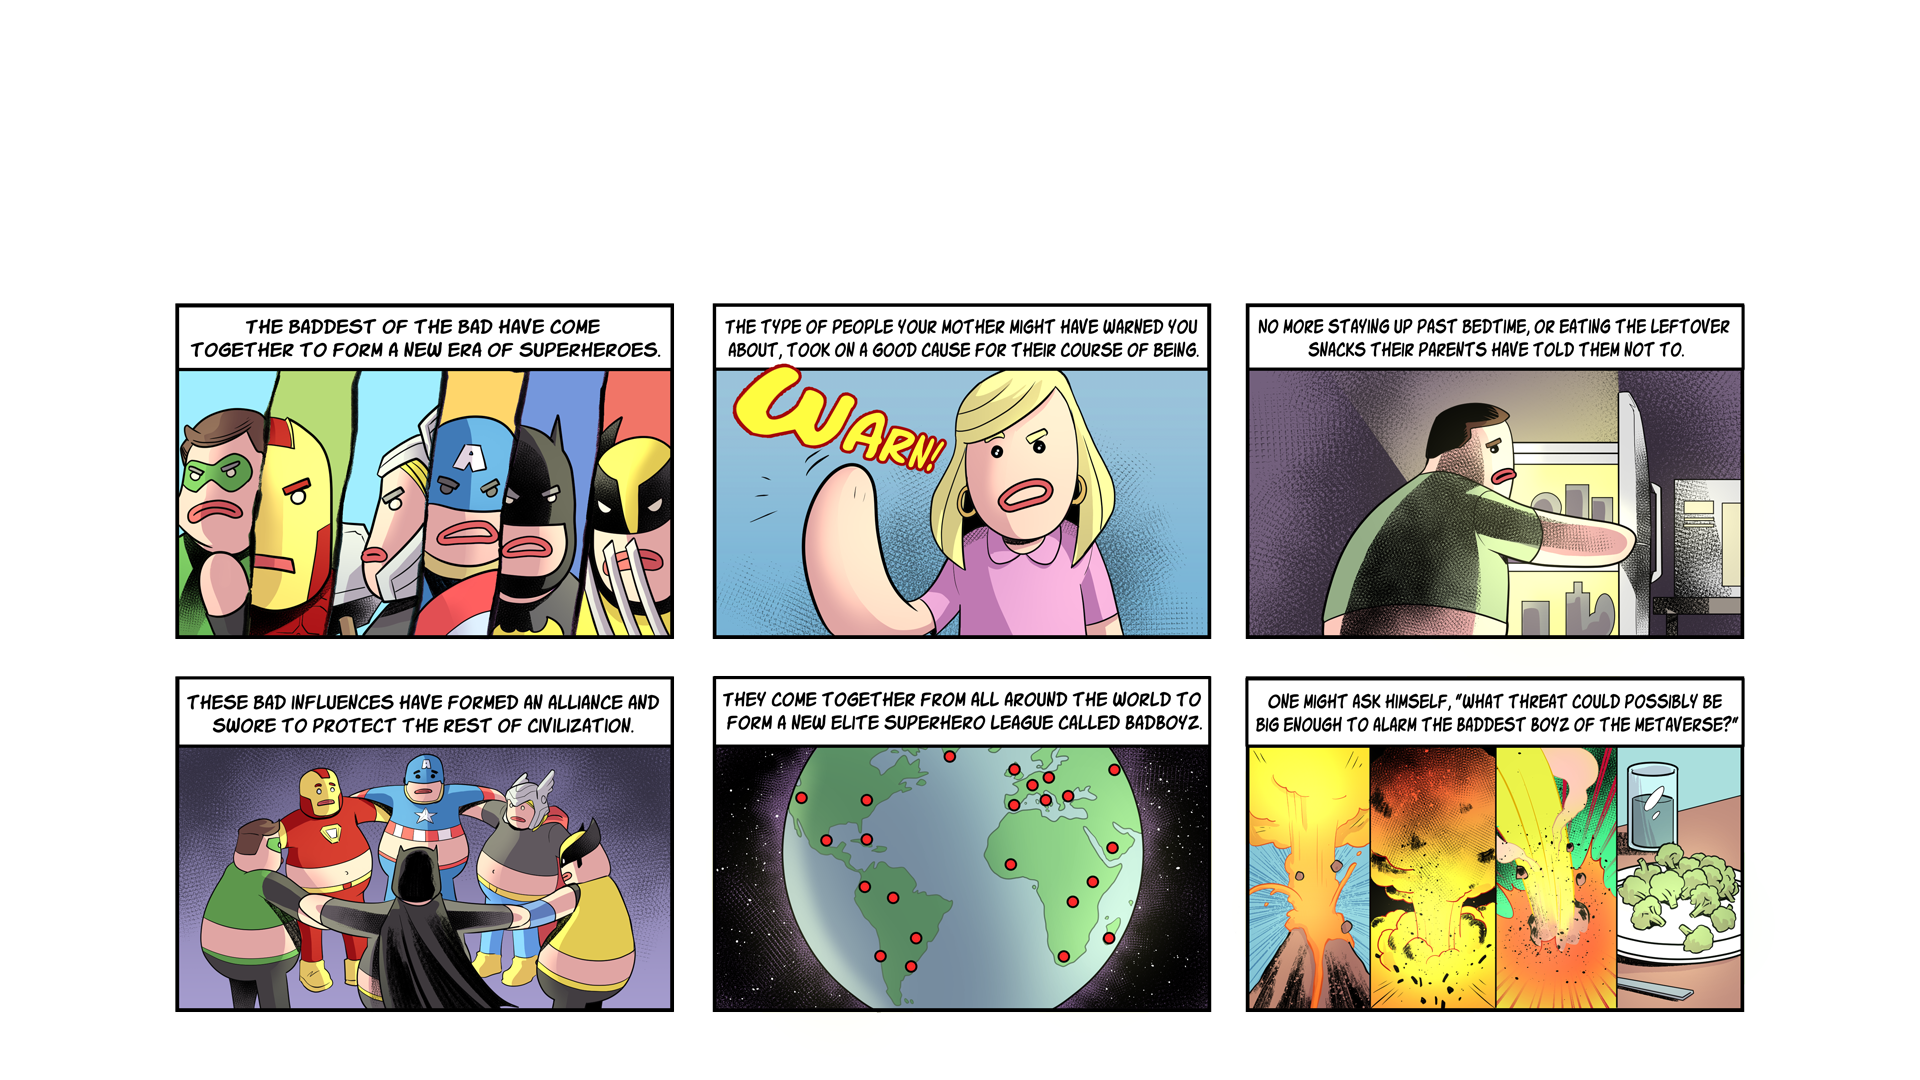 THE BADDEST OF THE BAD HAVE COME
TOGETHER TO FORM A NEW ERA OF SUPERHEROES.
THE TYPE OF PEOPLE YOUR MOTHER MIGHT HAVE WARNED YOU
ABOUT, TOOK ON A GOOD CAUSE FOR THEIR COURSE OF BEING.
WARN!
NO MORE STAYING UP PAST BEDTIME, OR EATING THE LEFTOVER
SNACKS THEIR PARENTS HAVE TOLD THEM NOT TO.
THESE BAD INFLUENCES HAVE FORMED AN ALLIANCE AND
SWORE TO PROTECT THE REST OF CIVILIZATION.
THEY COME TOGETHER FROM ALL AROUND THE WORLD TO
FORM A NEW ELITE SUPERHERO LEAGUE CALLED BADBOYZ.
ONE MIGHT ASK HIMSELF, "WHAT THREAT COULD POSSIBLY BE
BIG ENOUGH TO ALARM THE BADDEST BOYZ OF THE METAVERSE?"